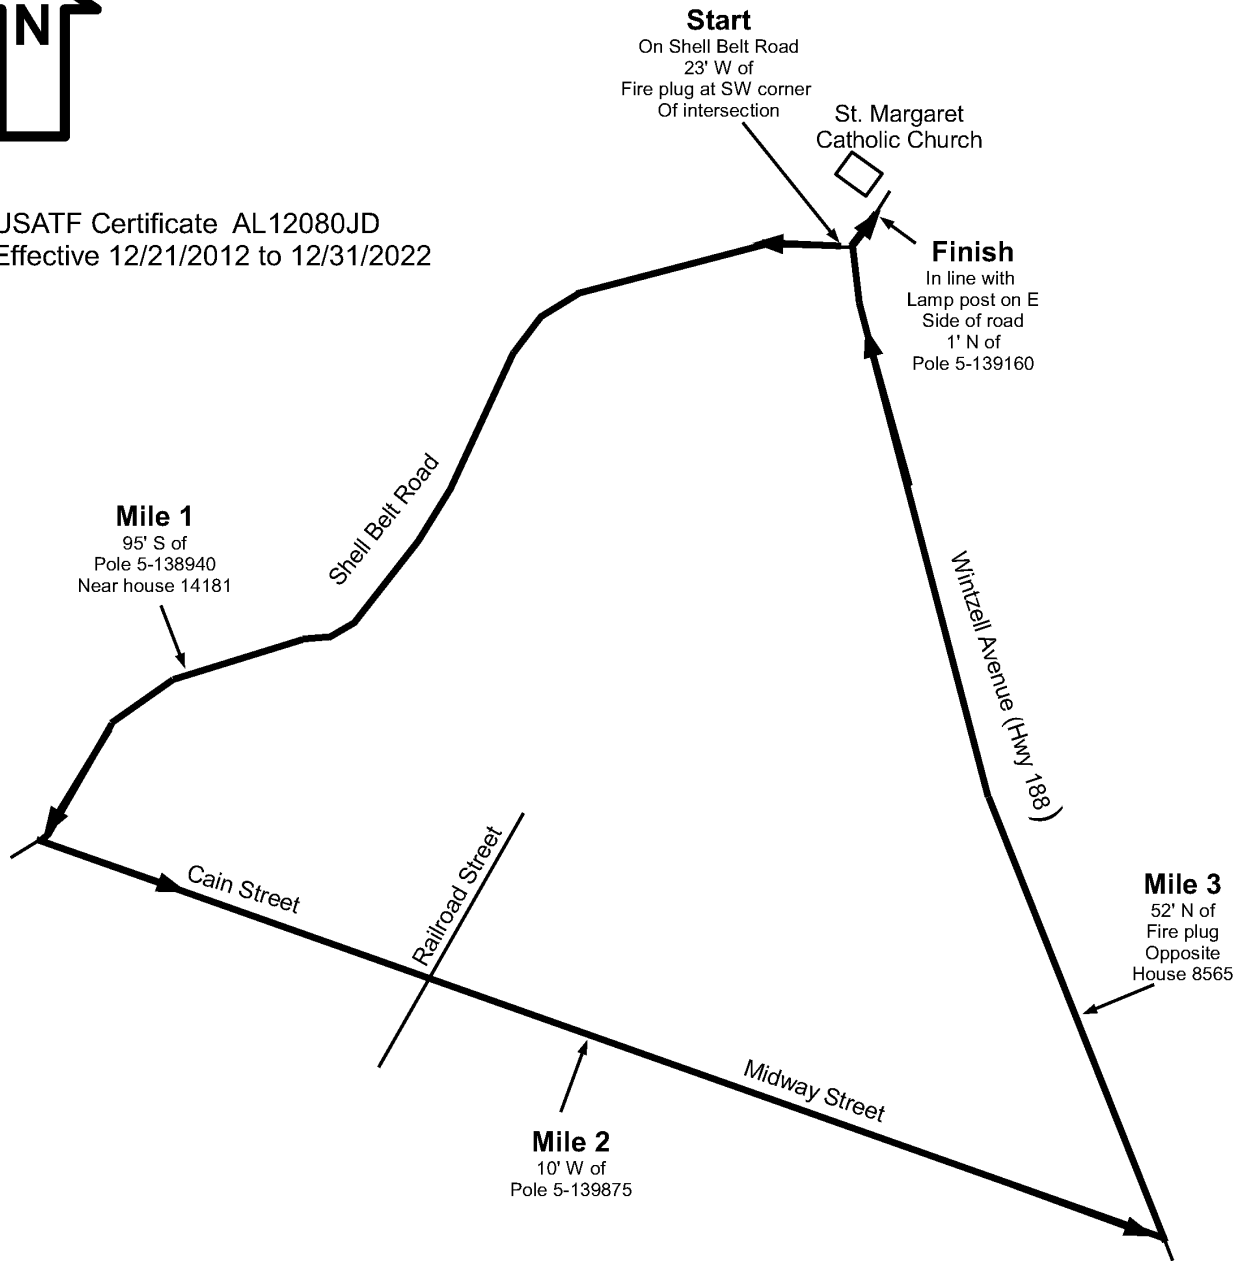 N
Start
On Shell Belt Road
23' W of
Fire plug at SW corner
Of intersection
St. Margaret
Catholic Church
USATF Certificate AL12080JD
Effective 12/21/2012 to 12/31/2022
Finish
In line with
Lamp post on E
Side of road
1' N of
Pole 5-139160
Shell Belt Road
Mile 1
95' S of
Pole 5-138940
Near house 14181
Wintzell Avenue (Hwy 188)
Cain Street
Railroad Street
Mile 3
52' N of
Fire plug
Opposite
House 8565
Midway Street
Mile 2
10' W of
Pole 5-139875